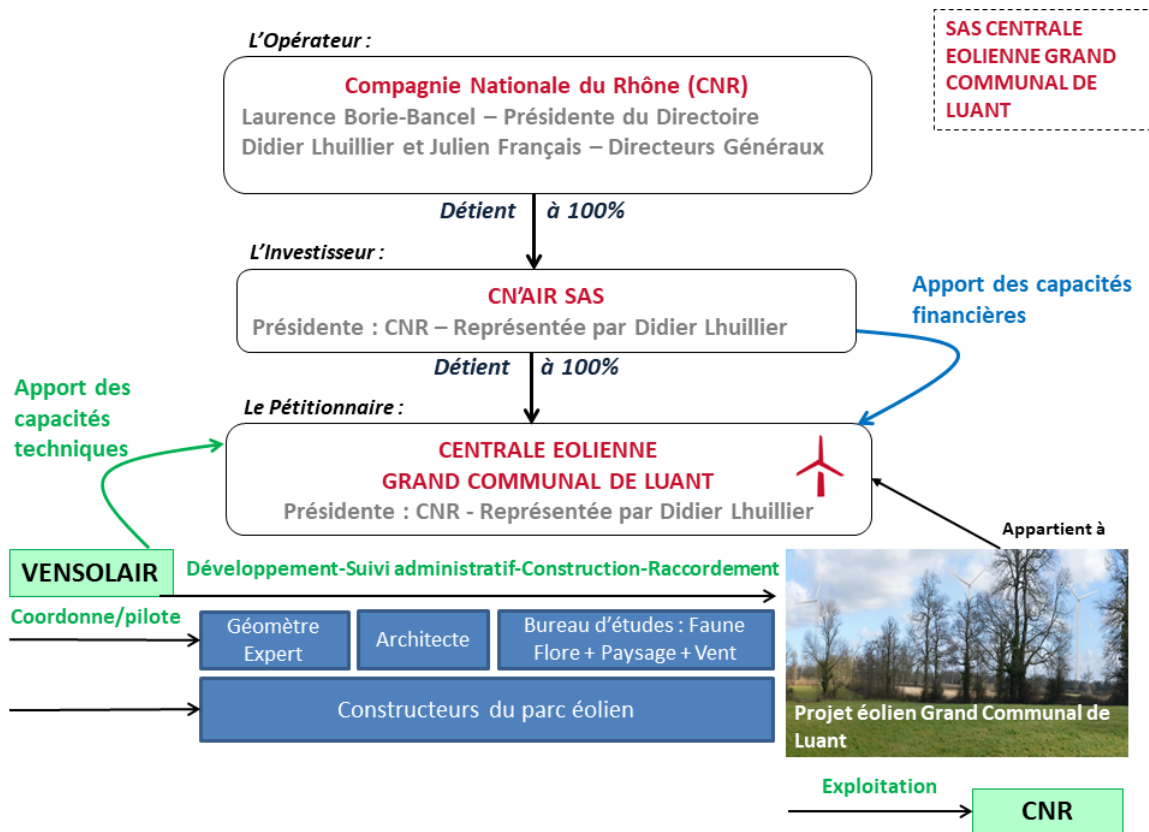 L'Opérateur :
SAS CENTRALE
EOLIENNE GRAND
COMMUNAL DE
LUANT
Compagnie Nationale du Rhône (CNR)
Laurence Borie-Bancel – Présidente du Directoire
Didier Lhuillier et Julien Français – Directeurs Généraux
Détient à 100%
L'Investisseur :
CN'AIR SAS
Présidente : CNR – Représentée par Didier Lhuillier
Apport des capacités
financières
Détient à 100%
Apport des
capacités
techniques
Le Pétitionnaire :
CENTRALE EOLIENNE
GRAND COMMUNAL DE LUANT
Présidente : CNR - Représentée par Didier Lhuillier
Appartient à
VENSOLAIR
Développement-Suivi administratif-Construction-Raccordement
Coordonne/pilote
Géomètre
Expert
Architecte
Bureau d'études : Faune
Flore + Paysage + Vent
Constructeurs du parc éolien
Projet éolien Grand Communal de
Luant
Exploitation
CNR